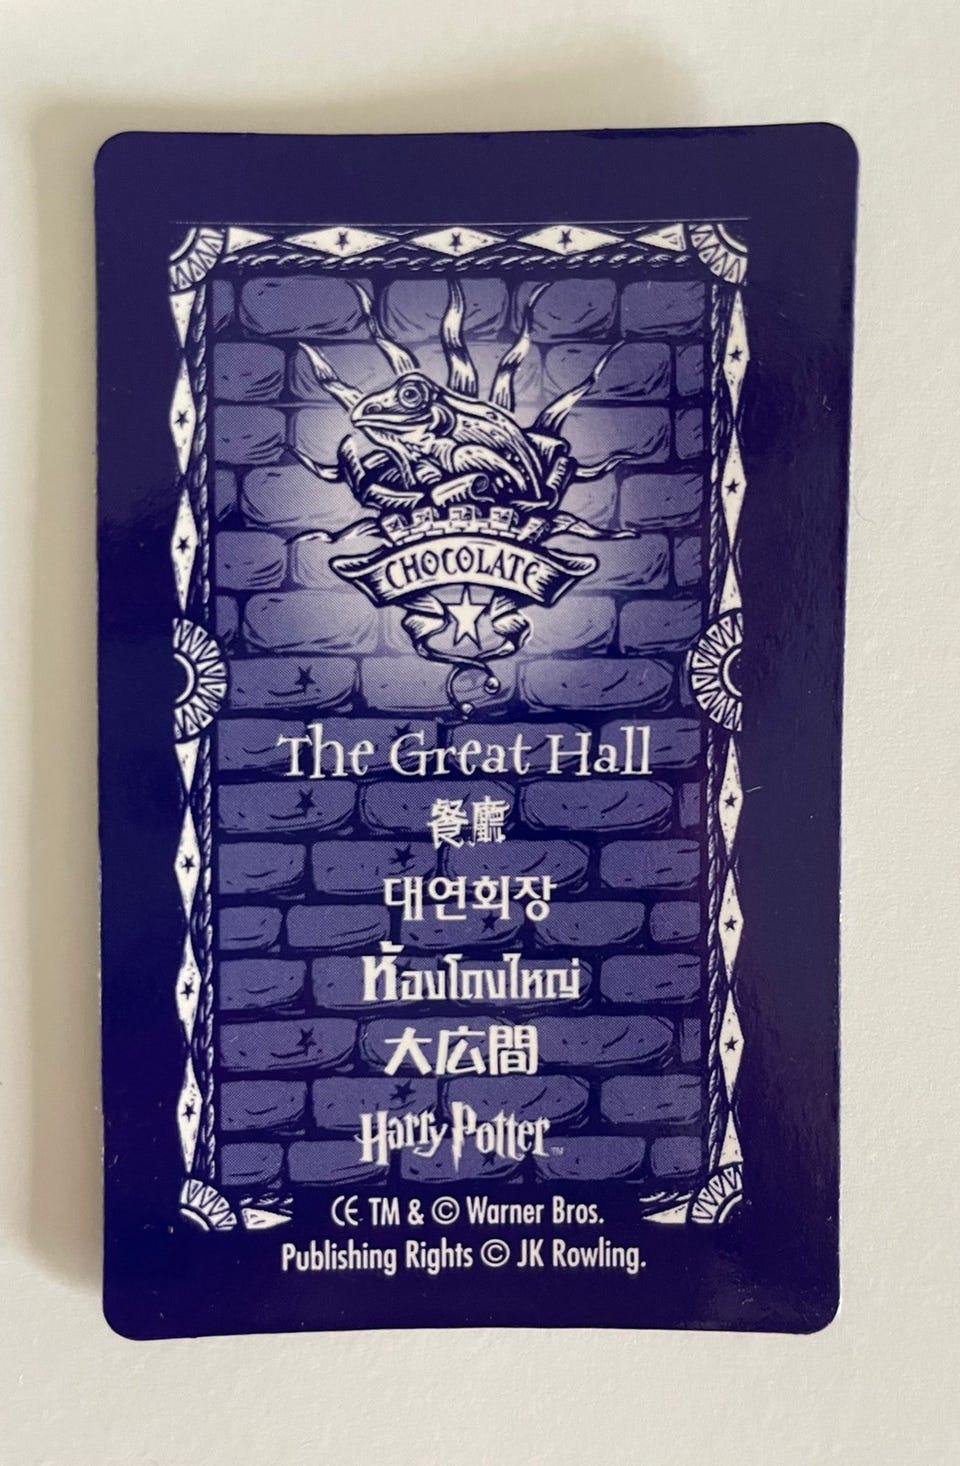 CHOCOLATE
The Great Hall
餐廳
대연회장
ห้องโถงใหญ่
大広間
Harry Potter™
CE TM & © Warner Bros.
Publishing Rights © JK Rowling.